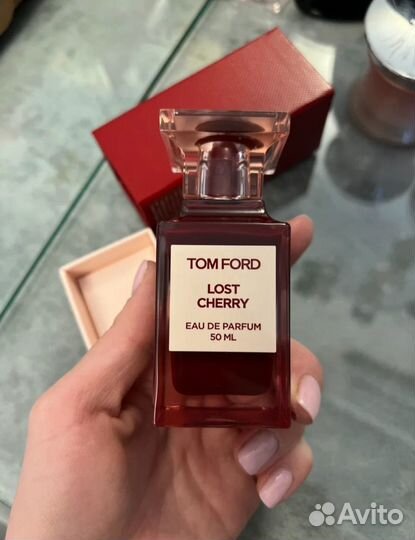 TOM FORD
LOST
CHERRY
EAU DE PARFUM
50 ML
Avito